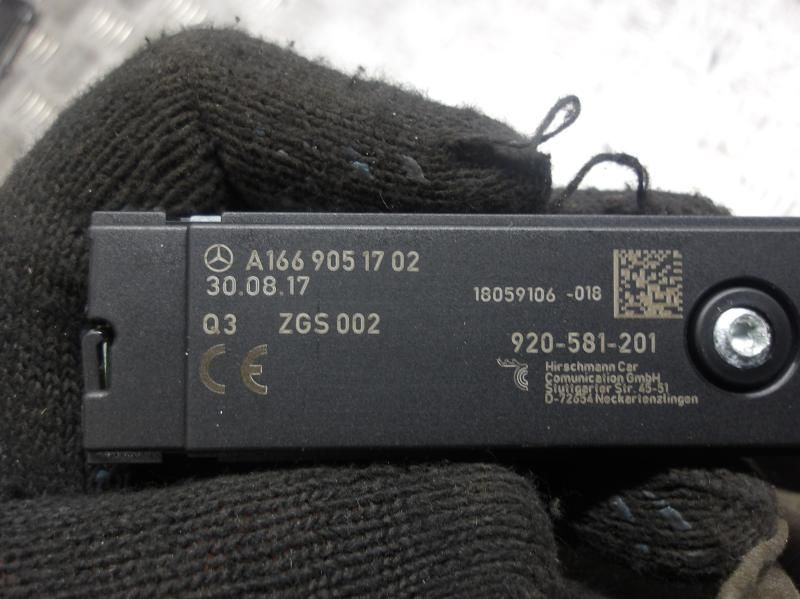 A166 905 17 02
30.08.17
Q3 ZGS 002
CE
18059106 -018
920-581-201
Hirschmann Car
Comunication GmbH
Stuttgarter Str. 45-51
D-72654 Neckartenzlingen